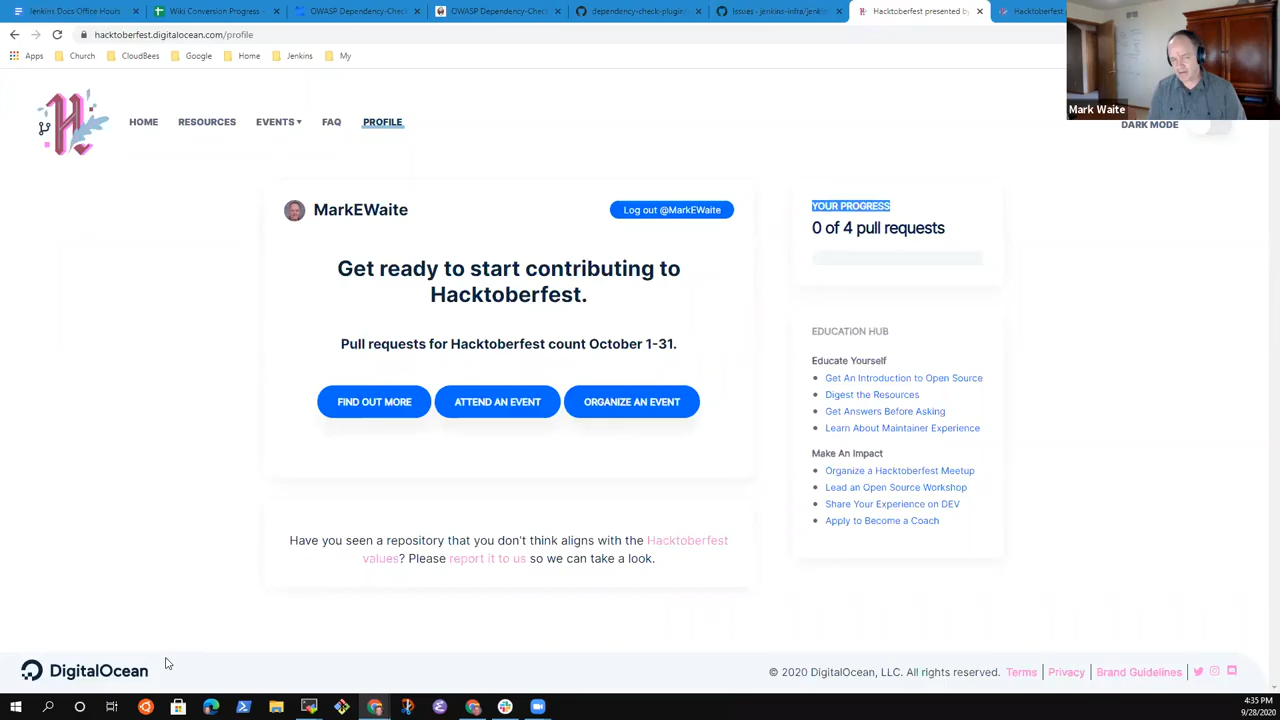 Jenkins Docs Office Hours
Wiki Conversion Progress
OWASP Dependency-Chec
OWASP Dependency-Chec
dependency-check-plugin/
Issues · jenkins-infra/jenkin
Hacktoberfest presented by
Hacktoberfest
hacktoberfest.digitalocean.com/profile
Apps
Church
CloudBees
Google
Home
Jenkins
My
Mark Waite
HOME
RESOURCES
EVENTS
FAQ
PROFILE
DARK MODE
MarkEWaite
Log out @MarkEWaite
Get ready to start contributing to
Hacktoberfest.
Pull requests for Hacktoberfest count October 1-31.
FIND OUT MORE
ATTEND AN EVENT
ORGANIZE AN EVENT
YOUR PROGRESS
0 of 4 pull requests
EDUCATION HUB
Educate Yourself
Get An Introduction to Open Source
Digest the Resources
Get Answers Before Asking
Learn About Maintainer Experience
Make An Impact
Organize a Hacktoberfest Meetup
Lead an Open Source Workshop
Share Your Experience on DEV
Apply to Become a Coach
Have you seen a repository that you don't think aligns with the Hacktoberfest
values? Please report it to us so we can take a look.
DigitalOcean
© 2020 DigitalOcean, LLC. All rights reserved.
Terms
Privacy
Brand Guidelines
4:35 PM
9/28/2020